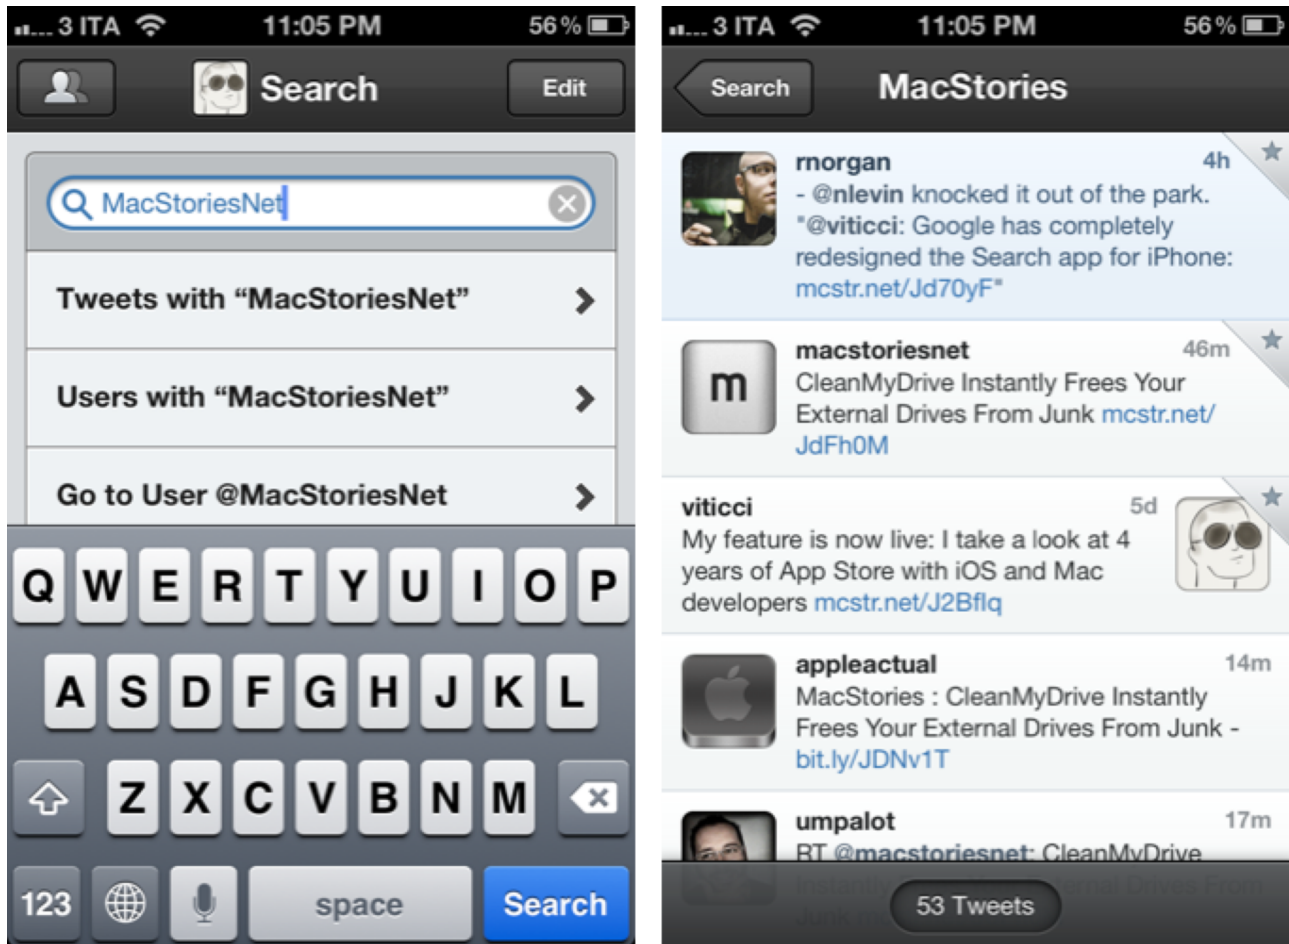 3 ITA 11:05 PM 56%
Search
Edit
MacStoriesNet
Tweets with “MacStoriesNet”
Users with “MacStoriesNet”
Go to User @MacStoriesNet
Q W E R T Y U I O P
A S D F G H J K L
Z X C V B N M
123 space Search
3 ITA 11:05 PM 56%
Search MacStories
rnorgan 4h
- @nlevin knocked it out of the park.
"@viticci: Google has completely
redesigned the Search app for iPhone:
mcstr.net/Jd70yF"
macstoriesnet 46m
CleanMyDrive Instantly Frees Your
External Drives From Junk mcstr.net/
JdFh0M
viticci 5d
My feature is now live: I take a look at 4
years of App Store with iOS and Mac
developers mcstr.net/J2Bflq
appleactual 14m
MacStories : CleanMyDrive Instantly
Frees Your External Drives From Junk -
bit.ly/JDNv1T
umpalot 17m
RT @macstoriesnet: CleanMyDrive
53 Tweets
m